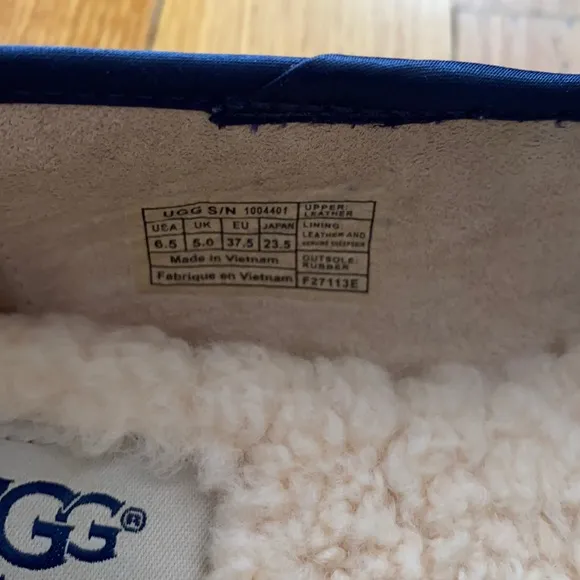 UGG S/N 1004401
USA UK EU JAPAN
6.5 5.0 37.5 23.5
Made in Vietnam
Fabrique en Vietnam
UPPER:
LEATHER
LINING:
LEATHER AND
GENUINE SHEEPSKIN
OUTSOLE:
RUBBER
F27113E
UGG®